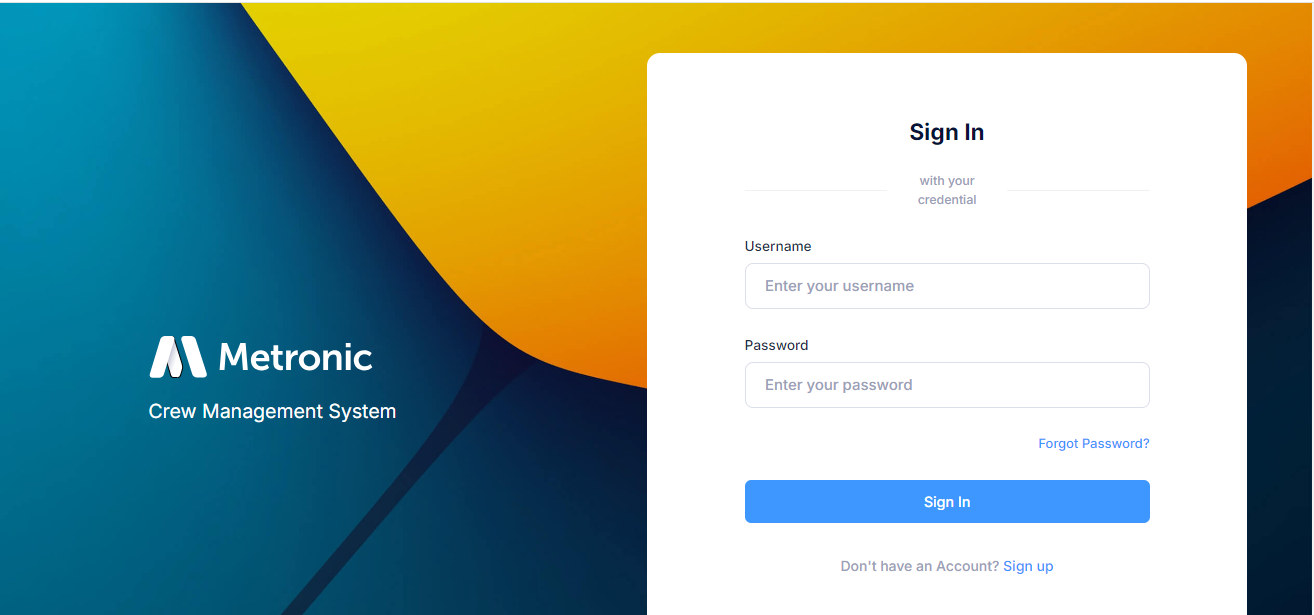 Metronic
Crew Management System
Sign In
with your
credential
Username
Enter your username
Password
Enter your password
Forgot Password?
Sign In
Don't have an Account? Sign up